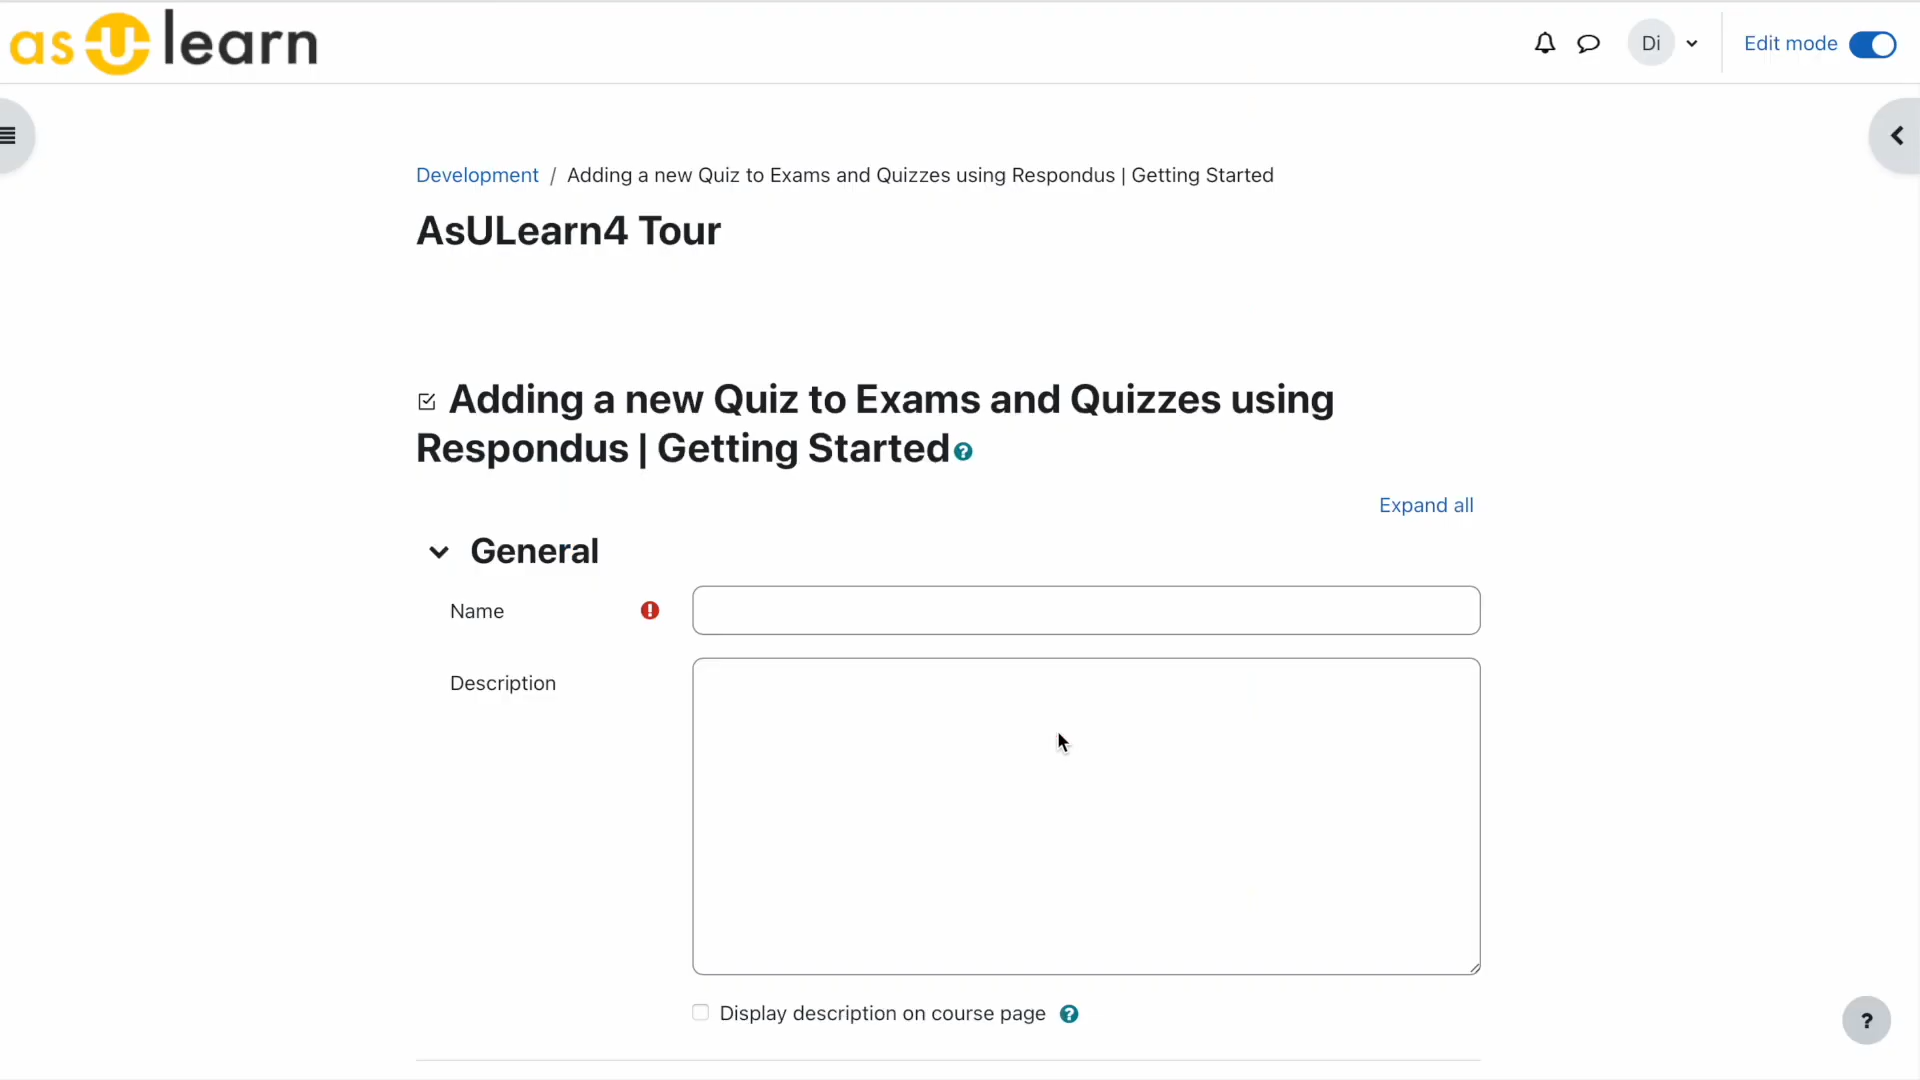 as U learn
Di
Edit mode
Development / Adding a new Quiz to Exams and Quizzes using Respondus | Getting Started
AsULearn4 Tour
Adding a new Quiz to Exams and Quizzes using
Respondus | Getting Started ?
Expand all
General
Name !
Description
Display description on course page ?
?